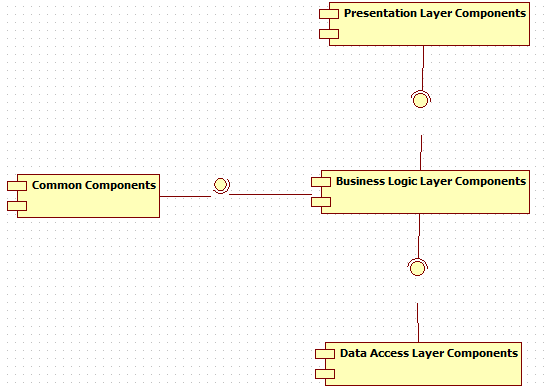 Presentation Layer Components
Common Components
Business Logic Layer Components
Data Access Layer Components